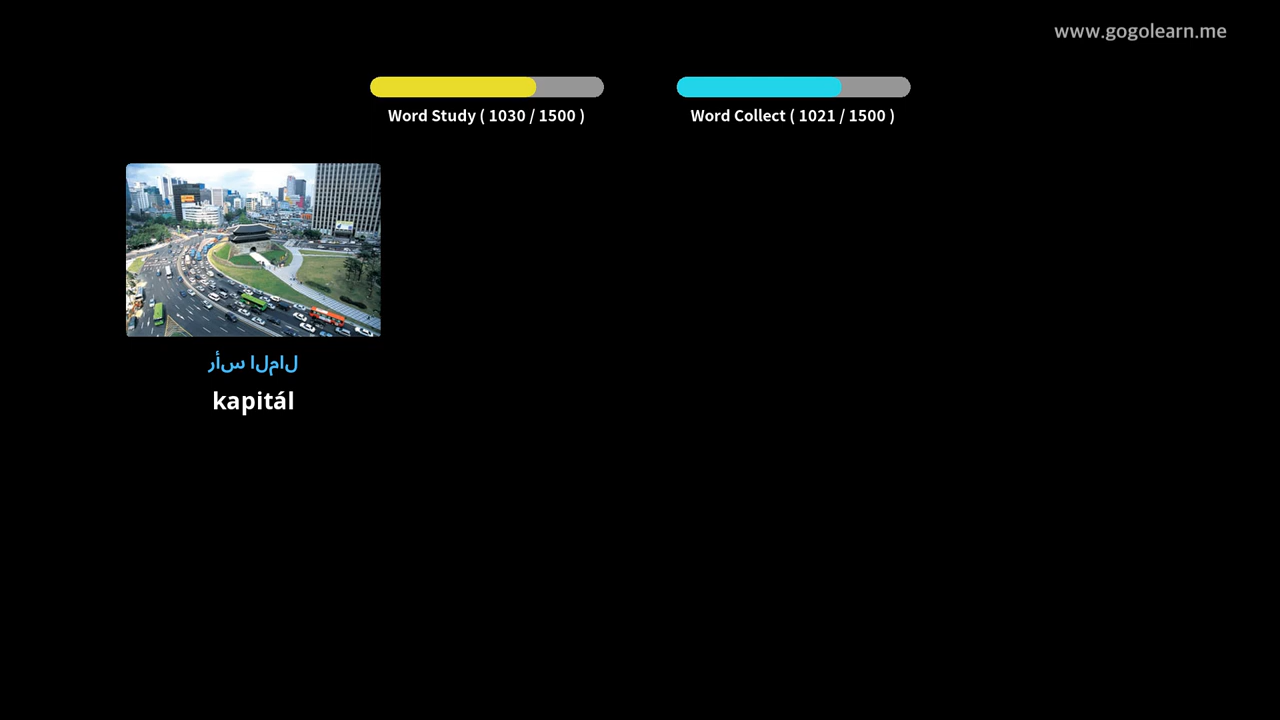 www.gogolearn.me
Word Study ( 1030 / 1500 )
Word Collect ( 1021 / 1500 )
رأس المال
kapitál